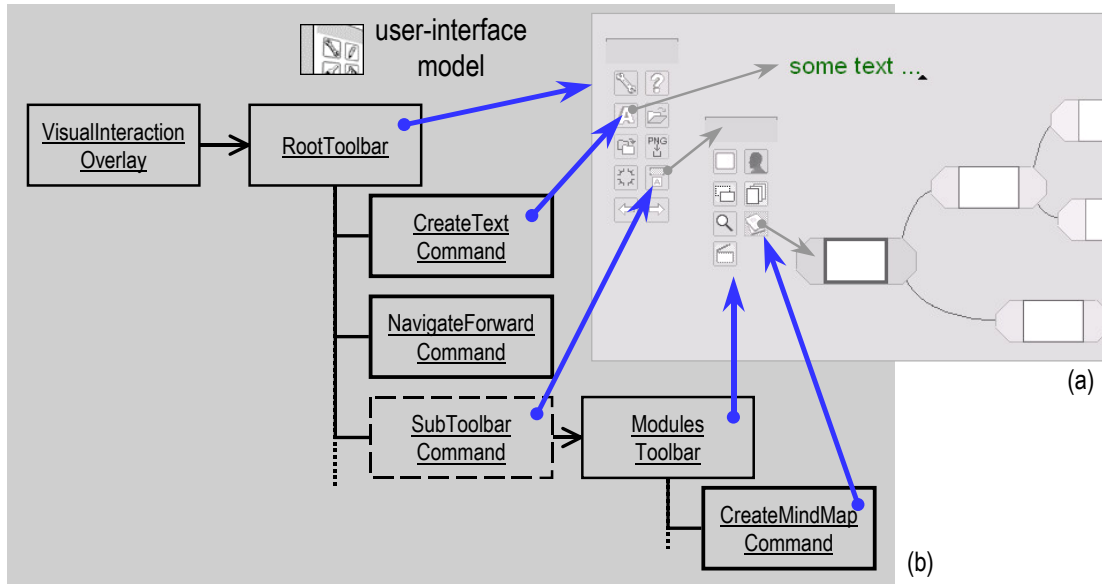 user-interface
model
some text ...
PNG
A
A
VisualInteraction
Overlay
RootToolbar
CreateText
Command
NavigateForward
Command
(a)
SubToolbar
Command
Modules
Toolbar
CreateMindMap
Command
(b)